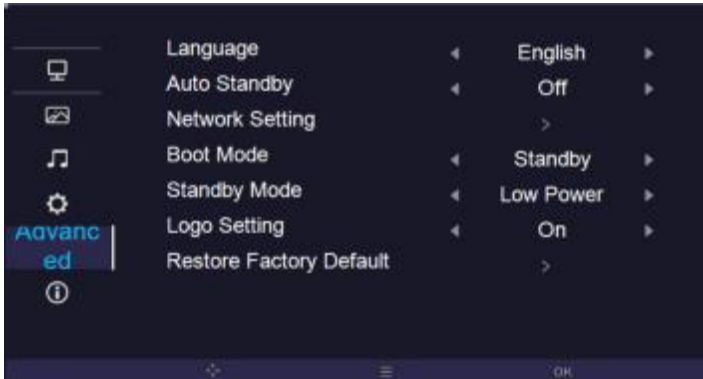 Language English
Auto Standby Off
Network Setting >
Boot Mode Standby
Standby Mode Low Power
Logo Setting On
Advanc
ed
Restore Factory Default >
OK